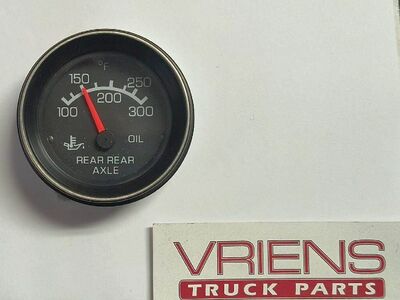 °F
150 250
100 200 300
OIL
REAR REAR
AXLE
VRIENS
TRUCK PARTS